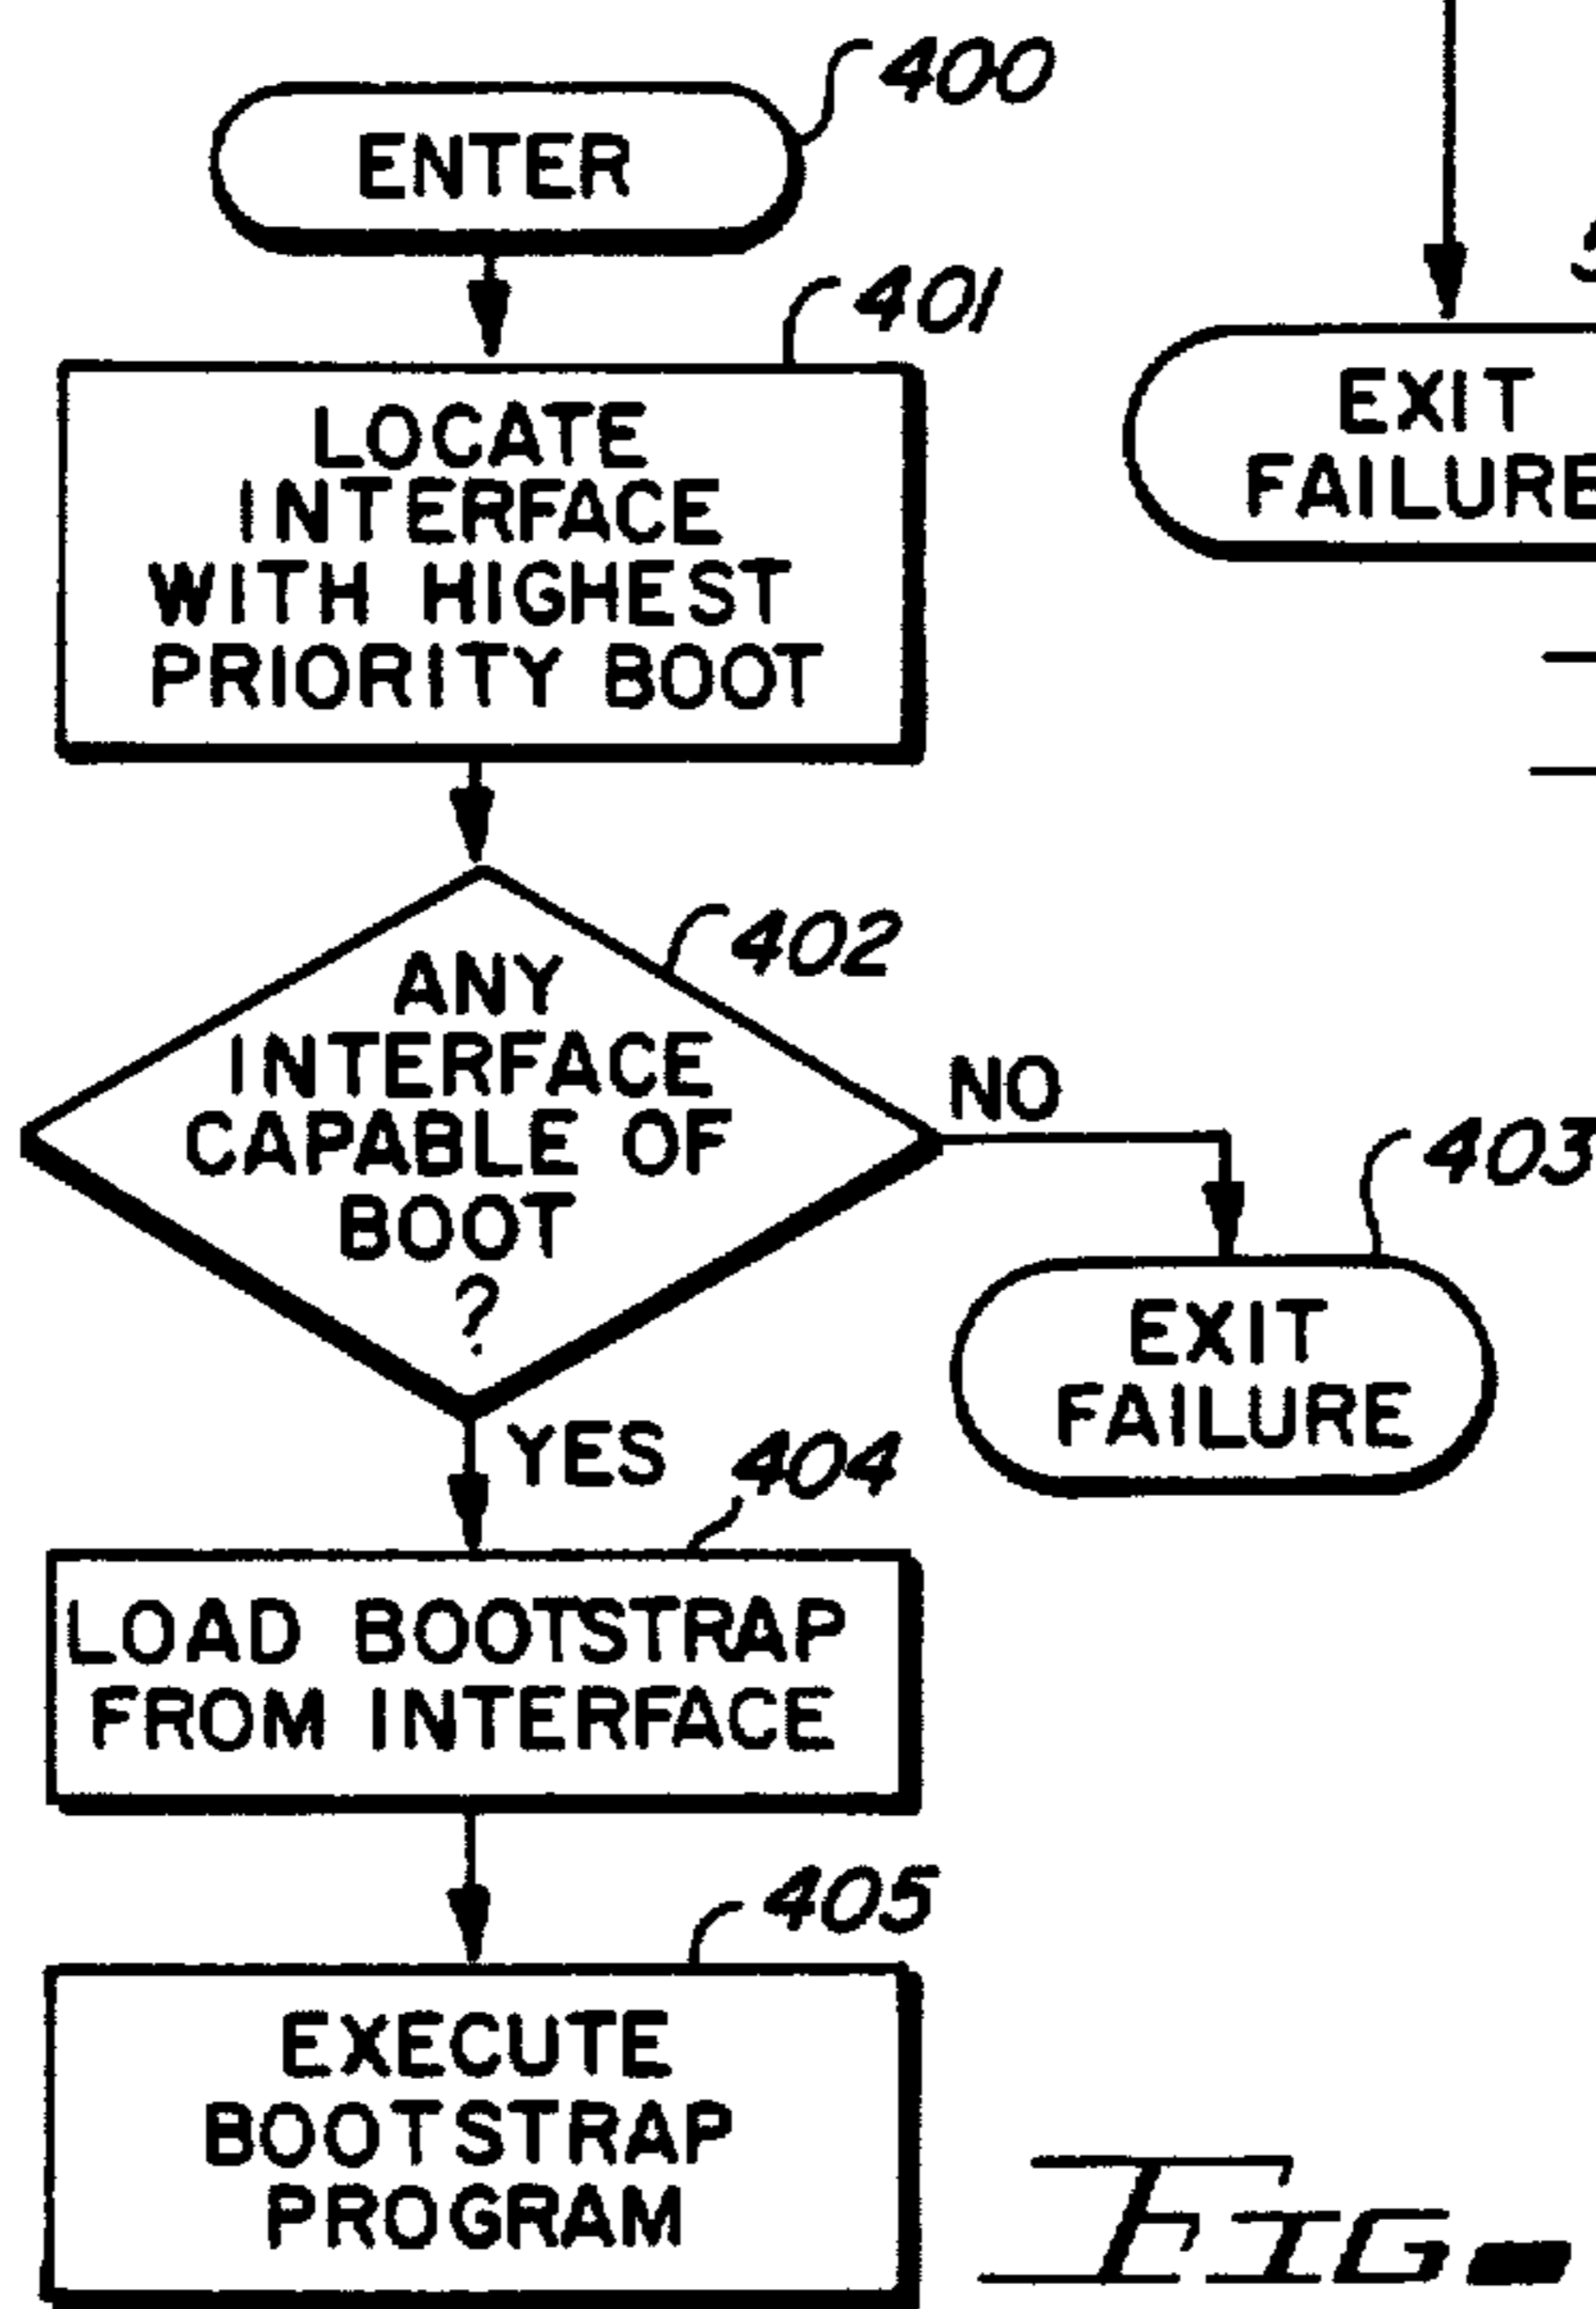 400
ENTER
401
LOCATE
INTERFACE
WITH HIGHEST
PRIORITY BOOT
EXIT
FAILURE
402
ANY
INTERFACE
CAPABLE OF
BOOT
?
NO
403
EXIT
FAILURE
YES
404
LOAD BOOTSTRAP
FROM INTERFACE
405
EXECUTE
BOOTSTRAP
PROGRAM
FIG.